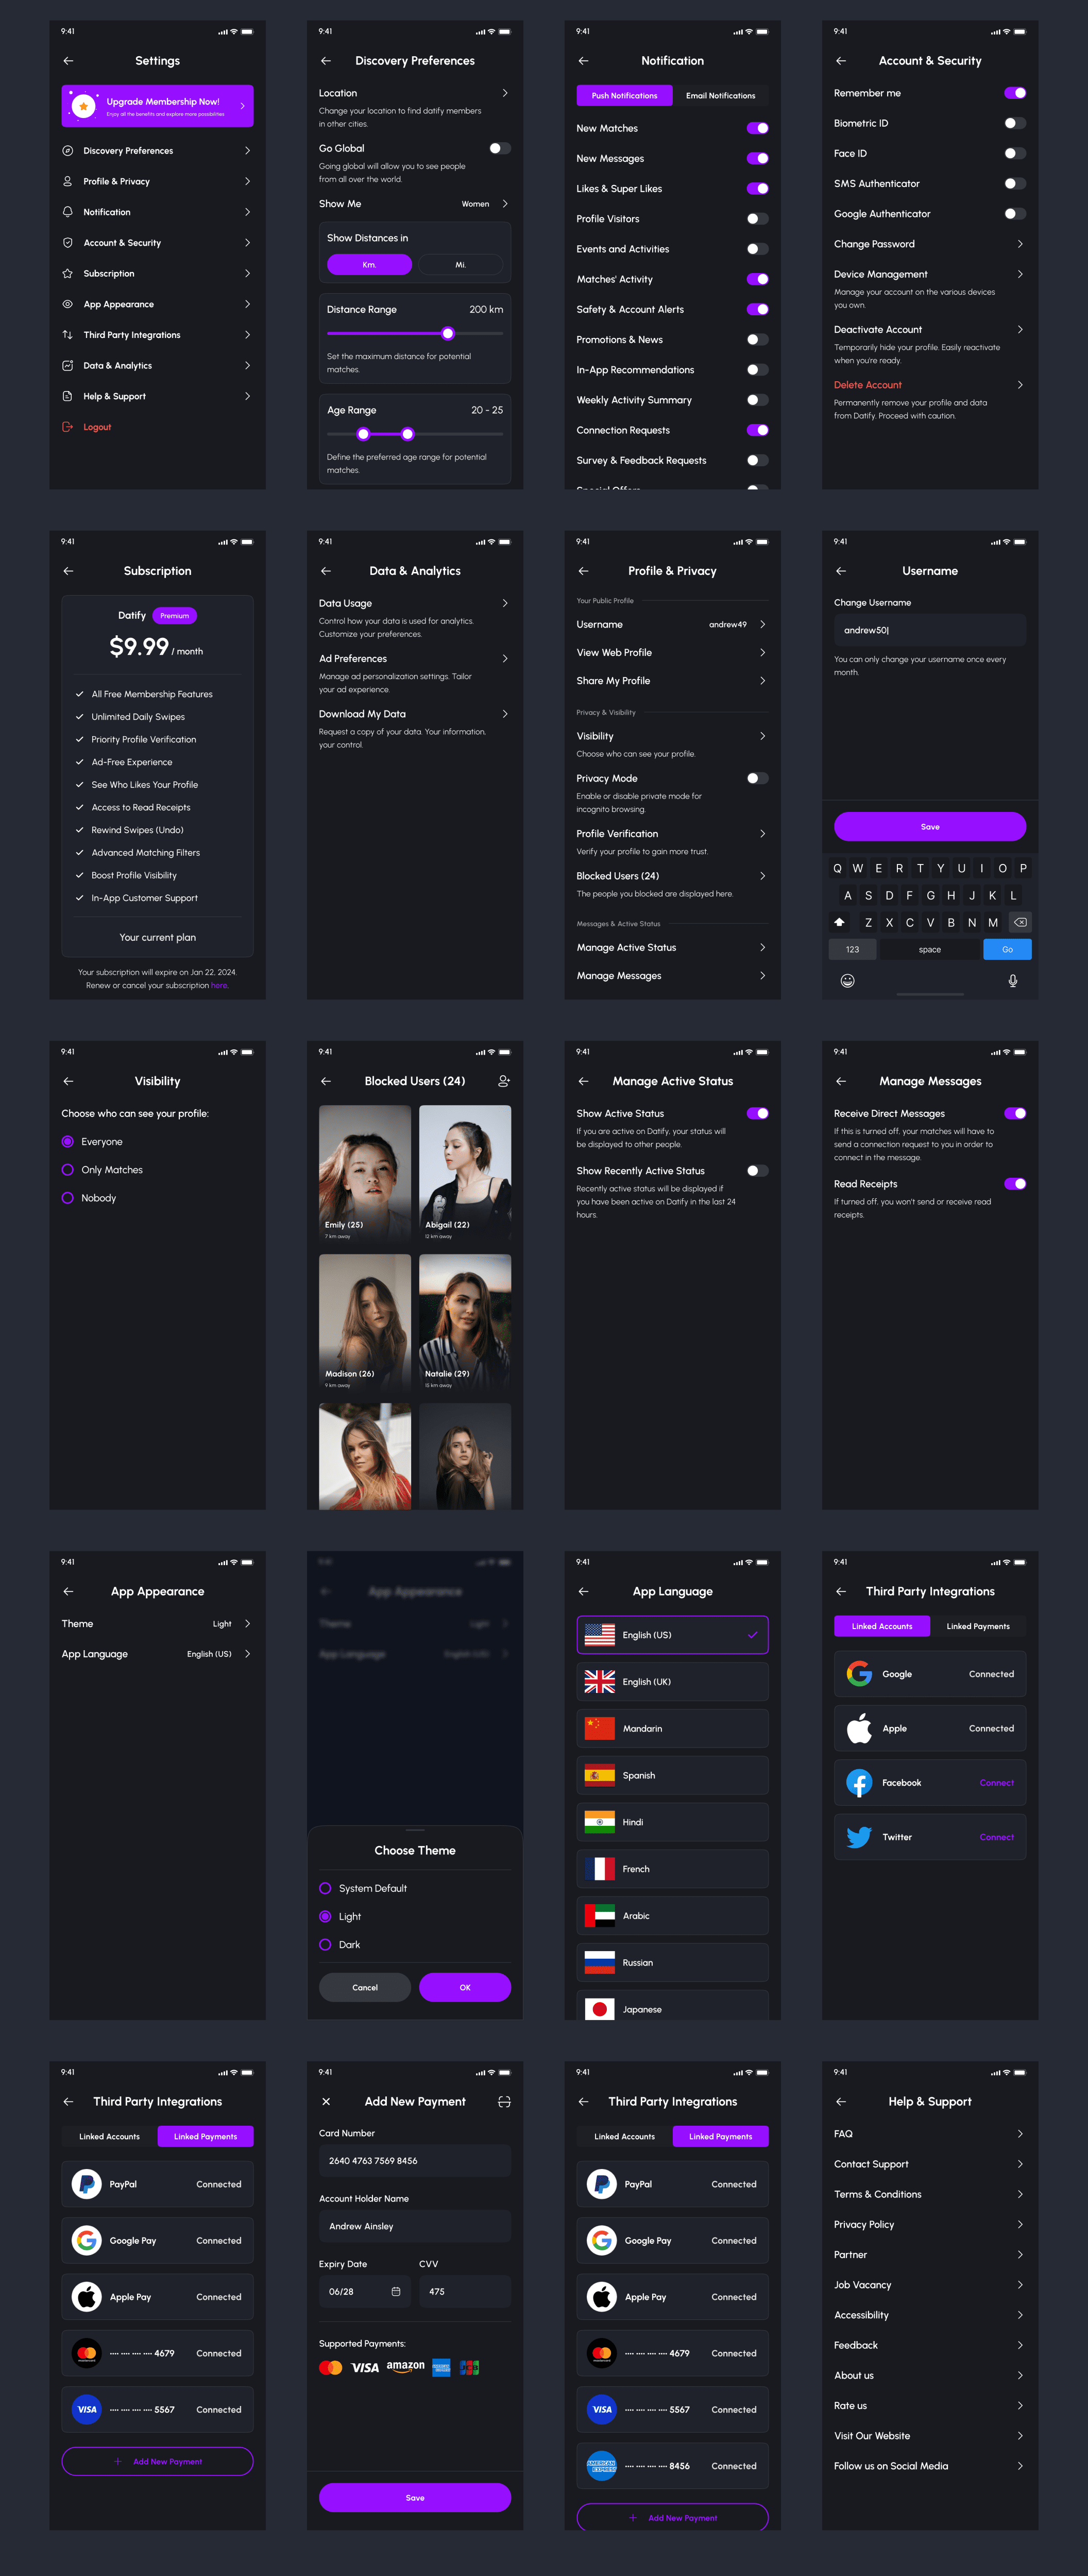 9:41
Settings
Upgrade Membership Now!
Enjoy all the benefits and explore more possibilities
Discovery Preferences
Profile & Privacy
Notification
Account & Security
Subscription
App Appearance
Third Party Integrations
Data & Analytics
Help & Support
Logout
9:41
Discovery Preferences
Location
Change your location to find datify members
in other cities.
Go Global
Going global will allow you to see people
from all over the world.
Show Me Women
Show Distances in
Km. Mi.
Distance Range 200 km
Set the maximum distance for potential
matches.
Age Range 20 - 25
Define the preferred age range for potential
matches.
9:41
Notification
Push Notifications Email Notifications
New Matches
New Messages
Likes & Super Likes
Profile Visitors
Events and Activities
Matches' Activity
Safety & Account Alerts
Promotions & News
In-App Recommendations
Weekly Activity Summary
Connection Requests
Survey & Feedback Requests
Special Offers
9:41
Account & Security
Remember me
Biometric ID
Face ID
SMS Authenticator
Google Authenticator
Change Password
Device Management
Manage your account on the various devices
you own.
Deactivate Account
Temporarily hide your profile. Easily reactivate
when you're ready.
Delete Account
Permanently remove your profile and data
from Datify. Proceed with caution.
9:41
Subscription
Datify Premium
$9.99 / month
All Free Membership Features
Unlimited Daily Swipes
Priority Profile Verification
Ad-Free Experience
See Who Likes Your Profile
Access to Read Receipts
Rewind Swipes (Undo)
Advanced Matching Filters
Boost Profile Visibility
In-App Customer Support
Your current plan
Your subscription will expire on Jan 22, 2024.
Renew or cancel your subscription here.
9:41
Data & Analytics
Data Usage
Control how your data is used for analytics.
Customize your preferences.
Ad Preferences
Manage ad personalization settings. Tailor
your ad experience.
Download My Data
Request a copy of your data. Your information,
your control.
9:41
Profile & Privacy
Your Public Profile
Username andrew49
View Web Profile
Share My Profile
Privacy & Visibility
Visibility
Choose who can see your profile.
Privacy Mode
Enable or disable private mode for
incognito browsing.
Profile Verification
Verify your profile to gain more trust.
Blocked Users (24)
The people you blocked are displayed here.
Messages & Active Status
Manage Active Status
Manage Messages
9:41
Username
Change Username
andrew50
You can only change your username once every
month.
Save
Q W E R T Y U I O P
A S D F G H J K L
Z X C V B N M
123 space Go
9:41
Visibility
Choose who can see your profile:
Everyone
Only Matches
Nobody
9:41
Blocked Users (24)
Emily (25) Abigail (22)
7 km away 12 km away
Madison (26) Natalie (29)
9 km away 15 km away
9:41
Manage Active Status
Show Active Status
If you are active on Datify, your status will
be displayed to other people.
Show Recently Active Status
Recently active status will be displayed if
you have been active on Datify in the last 24
hours.
9:41
Manage Messages
Receive Direct Messages
If this is turned off, your matches will have to
send a connection request to you in order to
connect in the message.
Read Receipts
If turned off, you won't send or receive read
receipts.
9:41
App Appearance
Theme Light
App Language English (US)
9:41
App Appearance
Theme Light
App Language English (US)
Choose Theme
System Default
Light
Dark
Cancel OK
9:41
App Language
English (US)
English (UK)
Mandarin
Spanish
Hindi
French
Arabic
Russian
Japanese
9:41
Third Party Integrations
Linked Accounts Linked Payments
Google Connected
Apple Connected
Facebook Connect
Twitter Connect
9:41
Third Party Integrations
Linked Accounts Linked Payments
PayPal Connected
Google Pay Connected
Apple Pay Connected
mastercard •••• •••• •••• •••• 4679 Connected
VISA •••• •••• •••• •••• 5567 Connected
+ Add New Payment
9:41
Add New Payment
Card Number
2640 4763 7569 8456
Account Holder Name
Andrew Ainsley
Expiry Date CVV
06/28 475
Supported Payments:
VISA amazon AMERICAN EXPRESS JCB
Save
9:41
Third Party Integrations
Linked Accounts Linked Payments
PayPal Connected
Google Pay Connected
Apple Pay Connected
mastercard •••• •••• •••• •••• 4679 Connected
VISA •••• •••• •••• •••• 5567 Connected
AMERICAN EXPRESS •••• •••• •••• •••• 8456 Connected
+ Add New Payment
9:41
Help & Support
FAQ
Contact Support
Terms & Conditions
Privacy Policy
Partner
Job Vacancy
Accessibility
Feedback
About us
Rate us
Visit Our Website
Follow us on Social Media